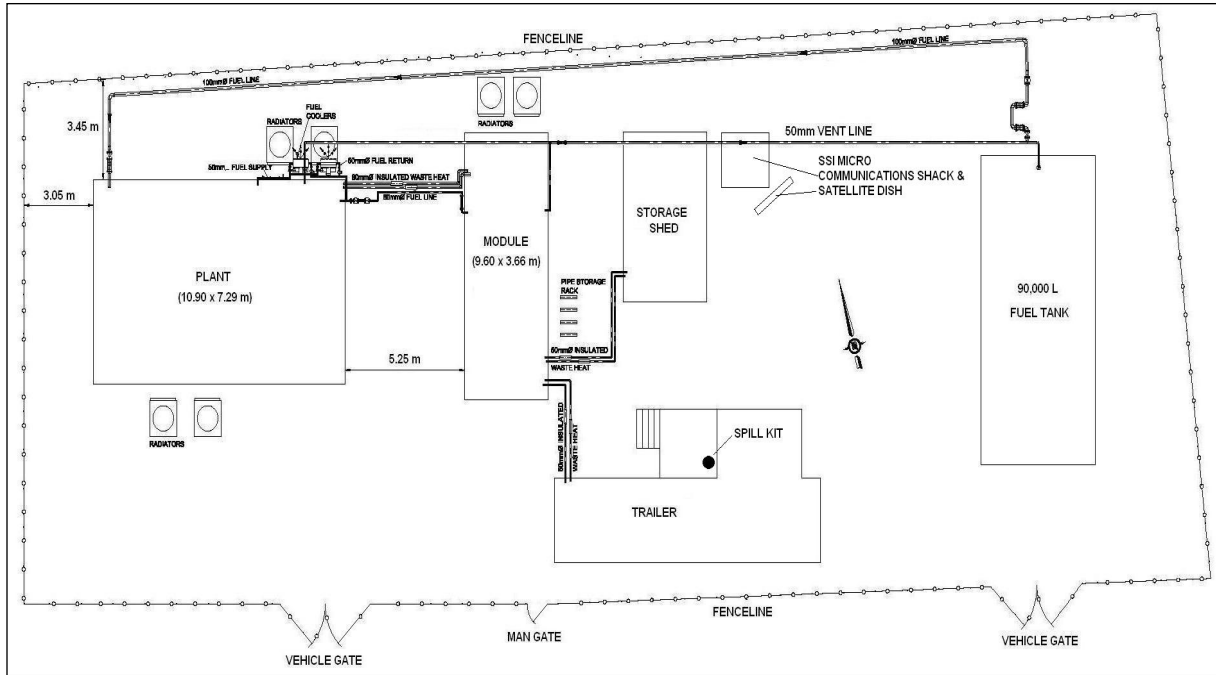 FENCELINE
100mmØ FUEL LINE
100mmØ FUEL LINE
3.45 m
RADIATORS
FUEL
COOLERS
RADIATORS
50mm VENT LINE
FUEL SUPPLY
50mmØ FUEL RETURN
50mmØ INSULATED WASTE HEAT
50mmØ FUEL LINE
SSI MICRO
COMMUNICATIONS SHACK &
SATELLITE DISH
3.05 m
STORAGE
SHED
MODULE
(9.60 x 3.66 m)
PLANT
(10.90 x 7.29 m)
PIPE STORAGE
RACK
90,000 L
FUEL TANK
5.25 m
50mmØ INSULATED
WASTE HEAT
RADIATORS
50mmØ INSULATED
WASTE HEAT
SPILL KIT
TRAILER
FENCELINE
MAN GATE
VEHICLE GATE
VEHICLE GATE